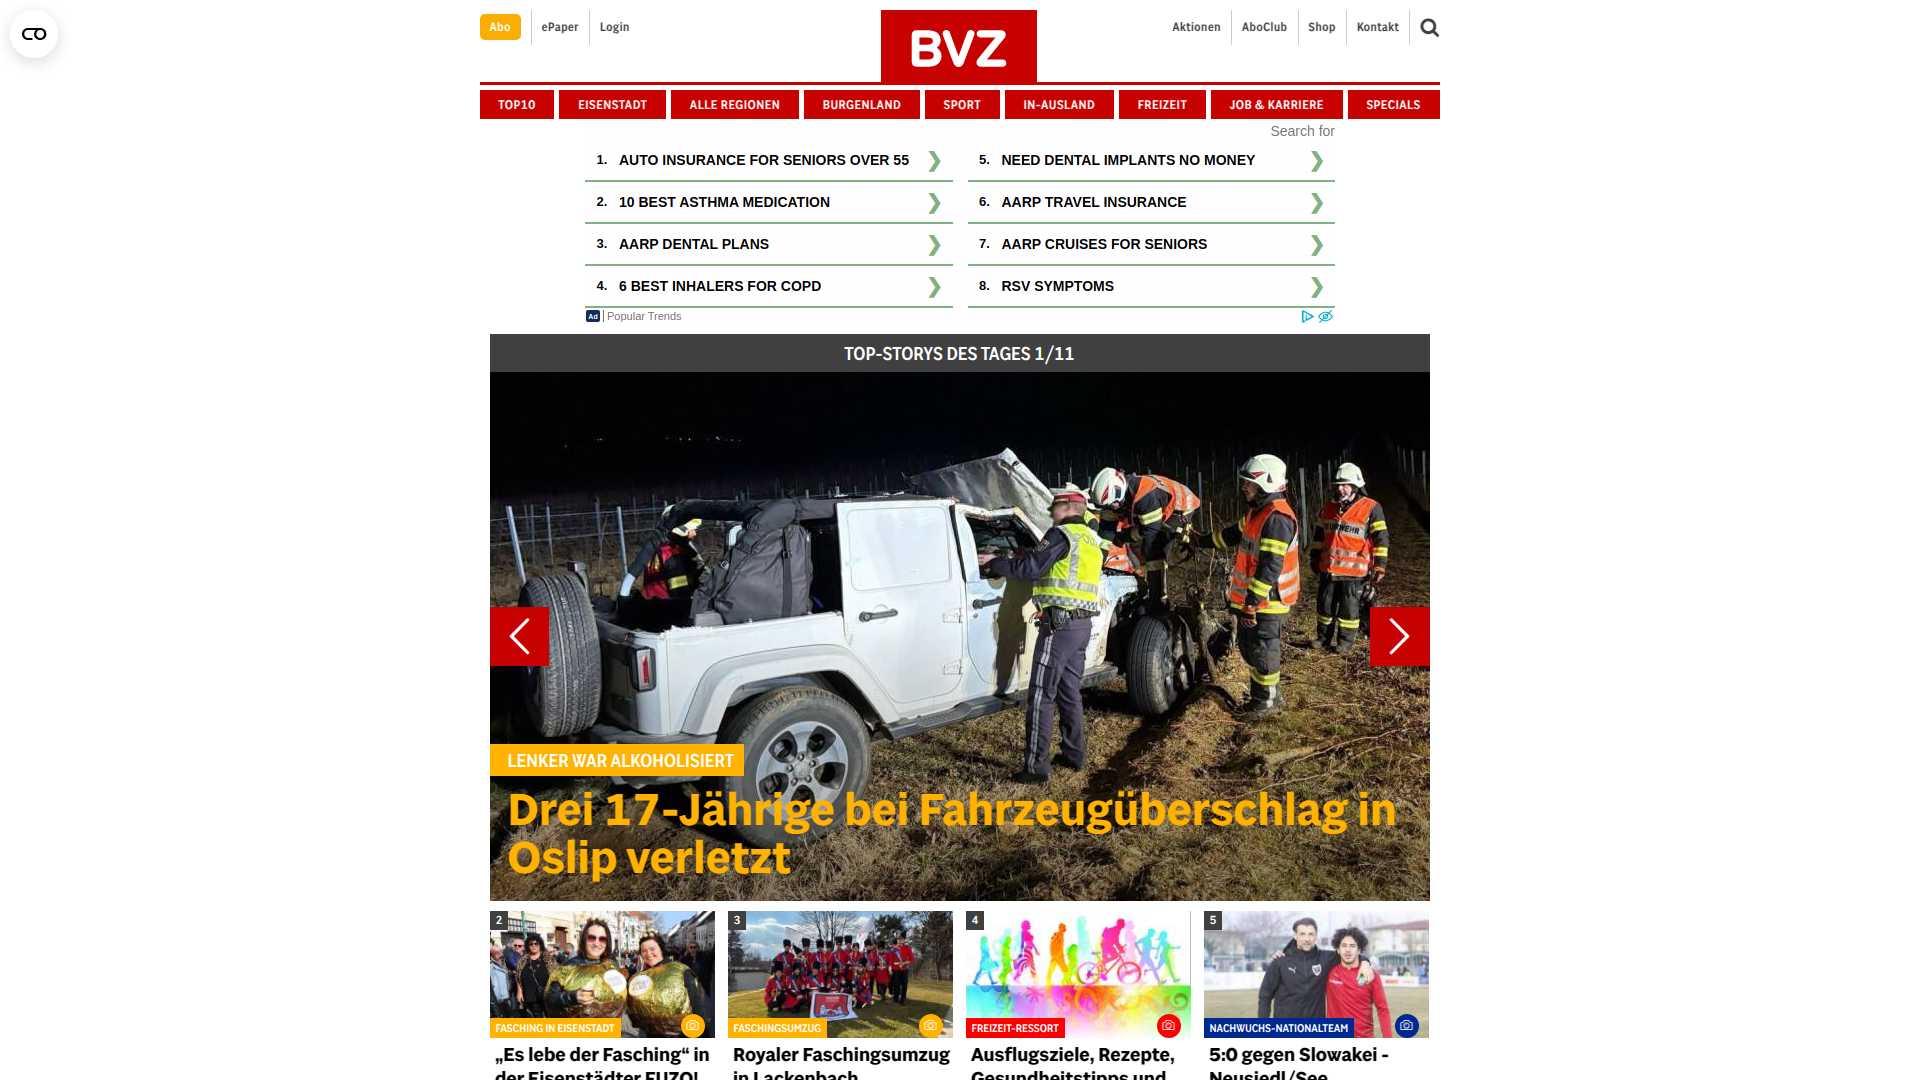 Abo
ePaper
Login
BVZ
Aktionen
AboClub
Shop
Kontakt
TOP10
EISENSTADT
ALLE REGIONEN
BURGENLAND
SPORT
IN-AUSLAND
FREIZEIT
JOB & KARRIERE
SPECIALS
Search for
1. AUTO INSURANCE FOR SENIORS OVER 55
2. 10 BEST ASTHMA MEDICATION
3. AARP DENTAL PLANS
4. 6 BEST INHALERS FOR COPD
5. NEED DENTAL IMPLANTS NO MONEY
6. AARP TRAVEL INSURANCE
7. AARP CRUISES FOR SENIORS
8. RSV SYMPTOMS
Ad | Popular Trends
TOP-STORYS DES TAGES 1/11
LENKER WAR ALKOHOLISIERT
Drei 17-Jährige bei Fahrzeugüberschlag in
Oslip verletzt
2
FASCHING IN EISENSTADT
„Es lebe der Fasching“ in
der Eisenstädter FUZO!
3
FASCHINGSUMZUG
Royaler Faschingsumzug
in Lackenbach
4
FREIZEIT-RESSORT
Ausflugsziele, Rezepte,
Gesundheitstipps und
5
NACHWUCHS-NATIONALTEAM
5:0 gegen Slowakei -
Neusiedl/See